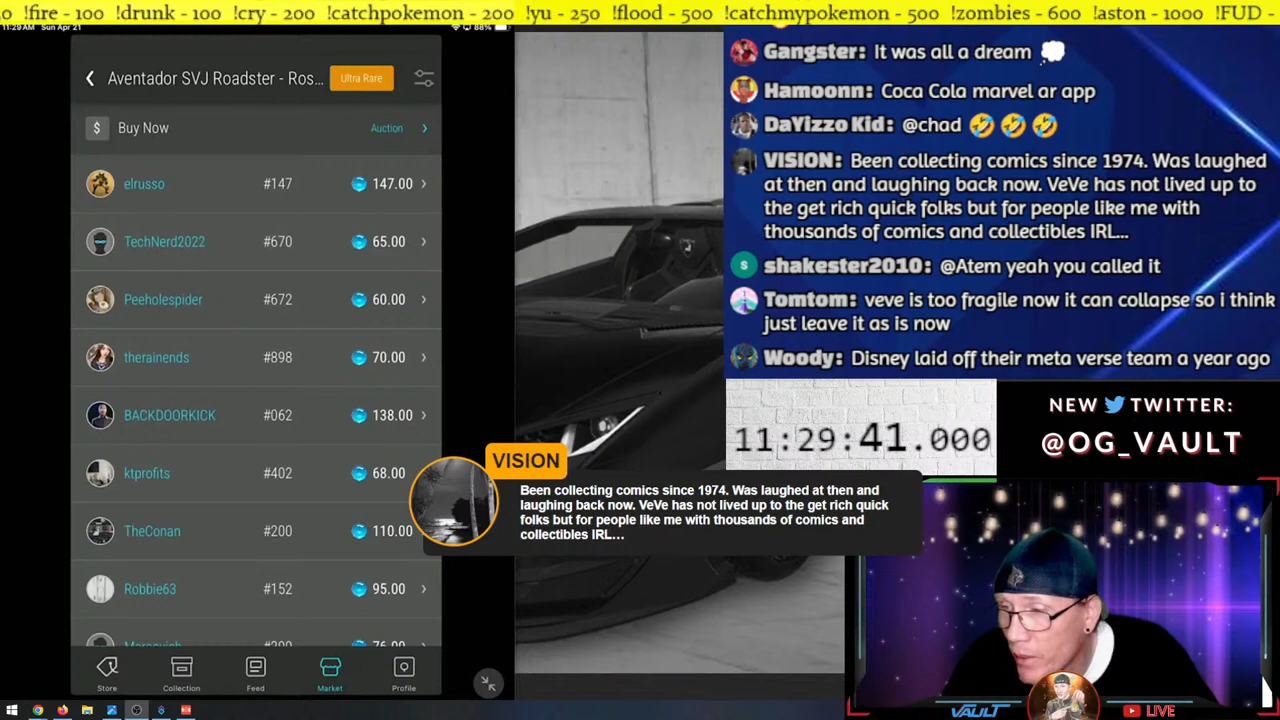 !fire - 100 !drunk - 100 !cry - 200 !catchpokemon - 200 !yu - 250 !flood - 500 !catchmypokemon - 500 !zombies - 600 !aston - 1000 !FUD -
11:29 AM Sun Apr 21
88%
Aventador SVJ Roadster - Ros...
Ultra Rare
$ Buy Now
Auction
elrusso #147 147.00
TechNerd2022 #670 65.00
Peeholespider #672 60.00
therainends #898 70.00
BACKDOORKICK #062 138.00
ktprofits #402 68.00
TheConan #200 110.00
Robbie63 #152 95.00
Store
Collection
Feed
Market
Profile
Gangster: It was all a dream 💭
Hamoonn: Coca Cola marvel ar app
DaYizzo Kid: @chad 🤣 🤣 🤣
VISION: Been collecting comics since 1974. Was laughed
at then and laughing back now. VeVe has not lived up to
the get rich quick folks but for people like me with
thousands of comics and collectibles IRL...
S shakester2010: @Atem yeah you called it
Tomtom: veve is too fragile now it can collapse so i think
just leave it as is now
Woody: Disney laid off their meta verse team a year ago
11:29:41.000
NEW TWITTER:
@OG_VAULT
VISION
Been collecting comics since 1974. Was laughed at then and
laughing back now. VeVe has not lived up to the get rich quick
folks but for people like me with thousands of comics and
collectibles IRL...
VAULT
LIVE